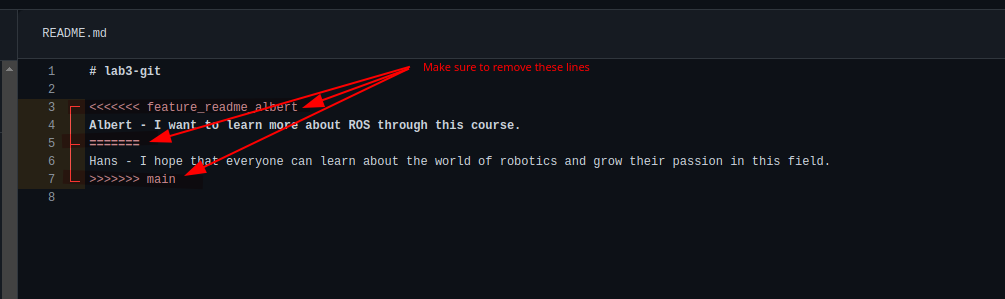 README.md
1 # lab3-git
Make sure to remove these lines
2
3 <<<<<<< feature_readme_albert
4 Albert - I want to learn more about ROS through this course.
5 =======
6 Hans - I hope that everyone can learn about the world of robotics and grow their passion in this field.
7 >>>>>>> main
8